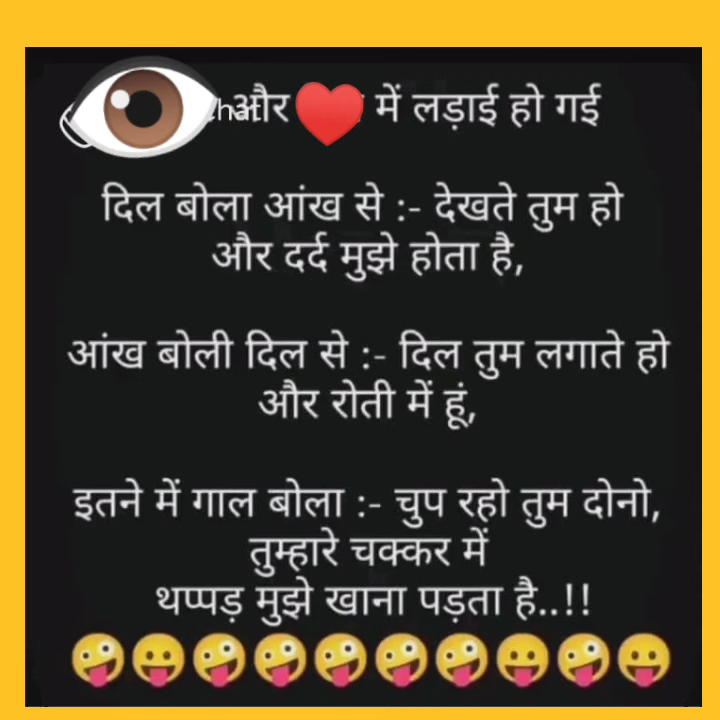 और में लड़ाई हो गई
दिल बोला आंख से :- देखते तुम हो
और दर्द मुझे होता है,
आंख बोली दिल से :- दिल तुम लगाते हो
और रोती में हूं,
इतने में गाल बोला :- चुप रहो तुम दोनो,
तुम्हारे चक्कर में
थप्पड़ मुझे खाना पड़ता है..!!